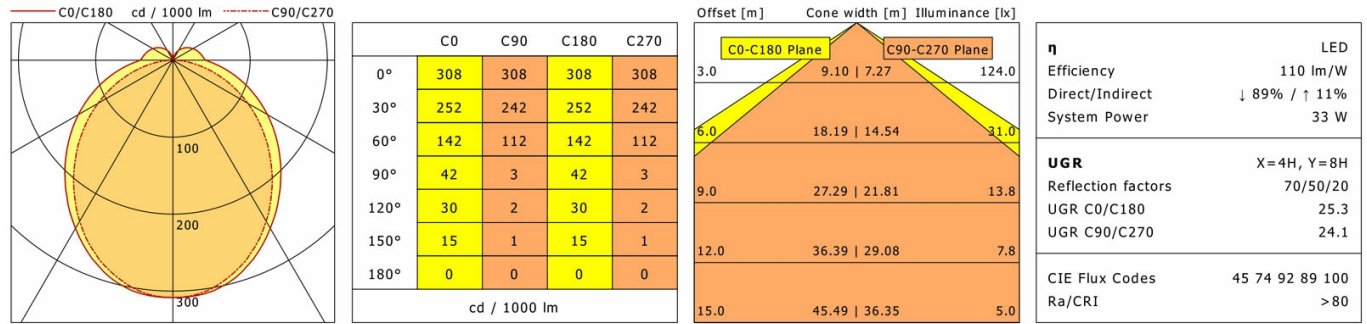 C0/C180 cd / 1000 lm C90/C270
100
200
300
C0 C90 C180 C270
0° 308 308 308 308
30° 252 242 252 242
60° 142 112 142 112
90° 42 3 42 3
120° 30 2 30 2
150° 15 1 15 1
180° 0 0 0 0
cd / 1000 lm
Offset [m] Cone width [m] Illuminance [lx]
C0-C180 Plane C90-C270 Plane
3.0 9.10 | 7.27 124.0
6.0 18.19 | 14.54 31.0
9.0 27.29 | 21.81 13.8
12.0 36.39 | 29.08 7.8
15.0 45.49 | 36.35 5.0
η LED
Efficiency 110 lm/W
Direct/Indirect ↓ 89% / ↑ 11%
System Power 33 W
UGR X=4H, Y=8H
Reflection factors 70/50/20
UGR C0/C180 25.3
UGR C90/C270 24.1
CIE Flux Codes 45 74 92 89 100
Ra/CRI >80